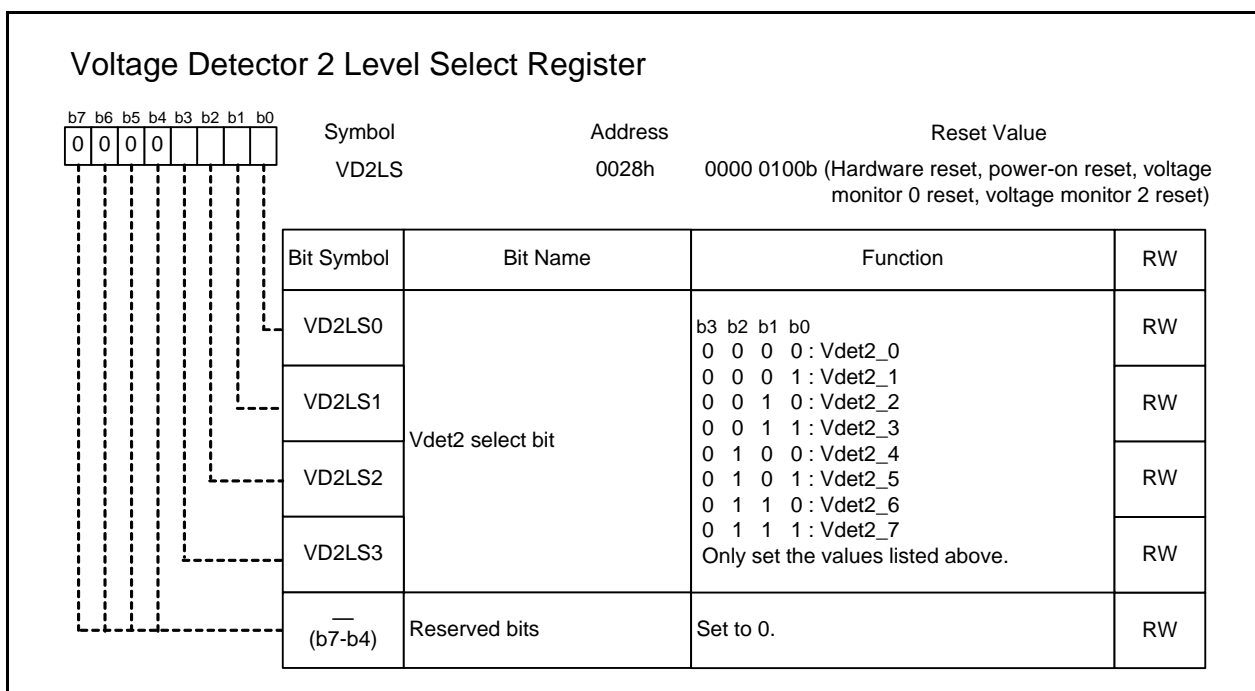 Voltage Detector 2 Level Select Register
b7 b6 b5 b4 b3 b2 b1 b0
0 0 0 0
Symbol Address Reset Value
VD2LS 0028h 0000 0100b (Hardware reset, power-on reset, voltage
monitor 0 reset, voltage monitor 2 reset)
Bit Symbol Bit Name Function RW
VD2LS0 RW
VD2LS1 RW
VD2LS2 RW
VD2LS3 RW
Vdet2 select bit
b3 b2 b1 b0
0 0 0 0 : Vdet2_0
0 0 0 1 : Vdet2_1
0 0 1 0 : Vdet2_2
0 0 1 1 : Vdet2_3
0 1 0 0 : Vdet2_4
0 1 0 1 : Vdet2_5
0 1 1 0 : Vdet2_6
0 1 1 1 : Vdet2_7
Only set the values listed above.
—
(b7-b4) Reserved bits Set to 0. RW